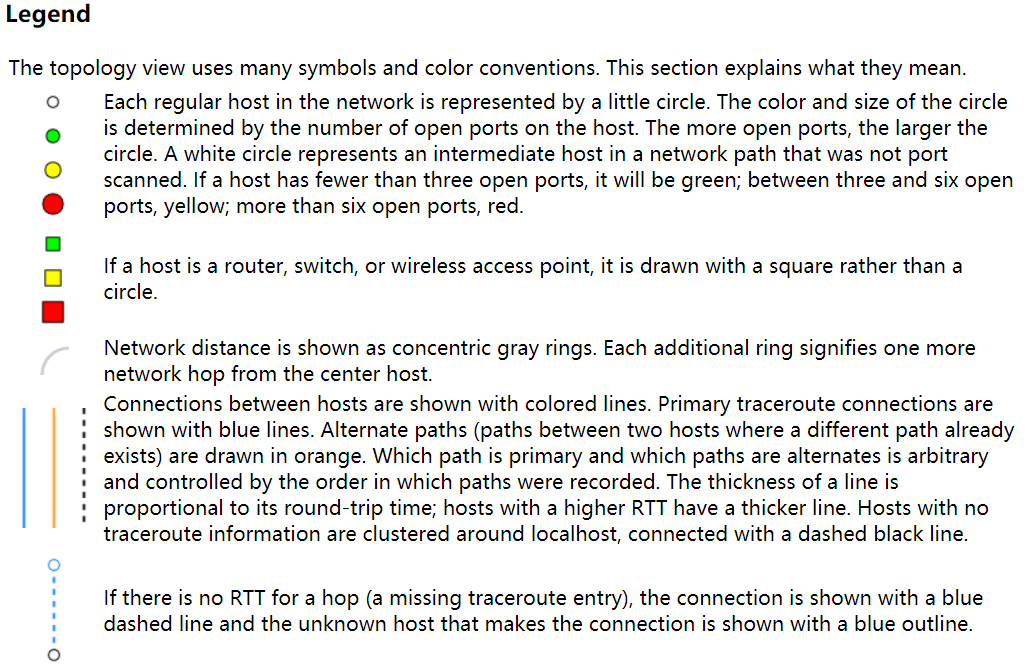 Legend
The topology view uses many symbols and color conventions. This section explains what they mean.
Each regular host in the network is represented by a little circle. The color and size of the circle
is determined by the number of open ports on the host. The more open ports, the larger the
circle. A white circle represents an intermediate host in a network path that was not port
scanned. If a host has fewer than three open ports, it will be green; between three and six open
ports, yellow; more than six open ports, red.
If a host is a router, switch, or wireless access point, it is drawn with a square rather than a
circle.
Network distance is shown as concentric gray rings. Each additional ring signifies one more
network hop from the center host.
Connections between hosts are shown with colored lines. Primary traceroute connections are
shown with blue lines. Alternate paths (paths between two hosts where a different path already
exists) are drawn in orange. Which path is primary and which paths are alternates is arbitrary
and controlled by the order in which paths were recorded. The thickness of a line is
proportional to its round-trip time; hosts with a higher RTT have a thicker line. Hosts with no
traceroute information are clustered around localhost, connected with a dashed black line.
If there is no RTT for a hop (a missing traceroute entry), the connection is shown with a blue
dashed line and the unknown host that makes the connection is shown with a blue outline.